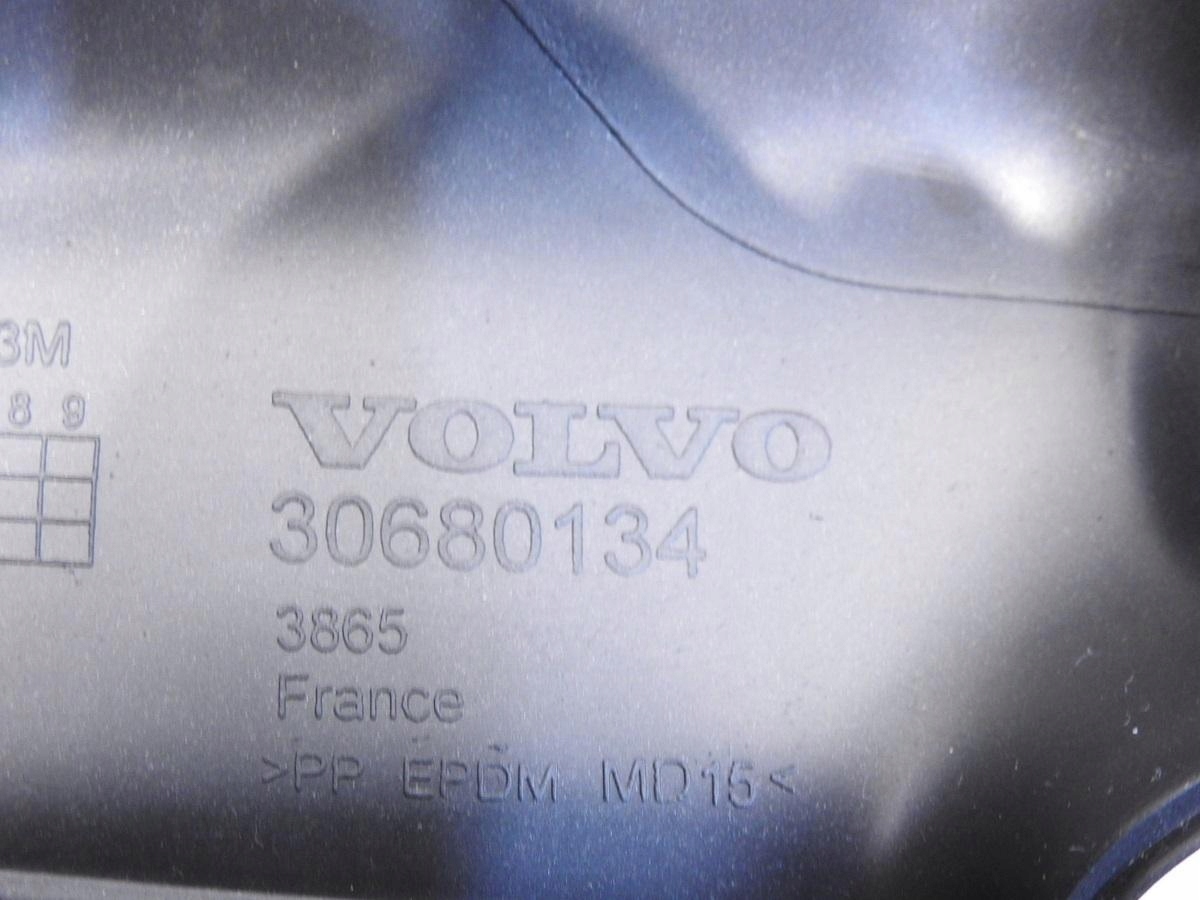 3M
8 9
VOLVO
30680134
3865
France
>PP EPDM MD15<